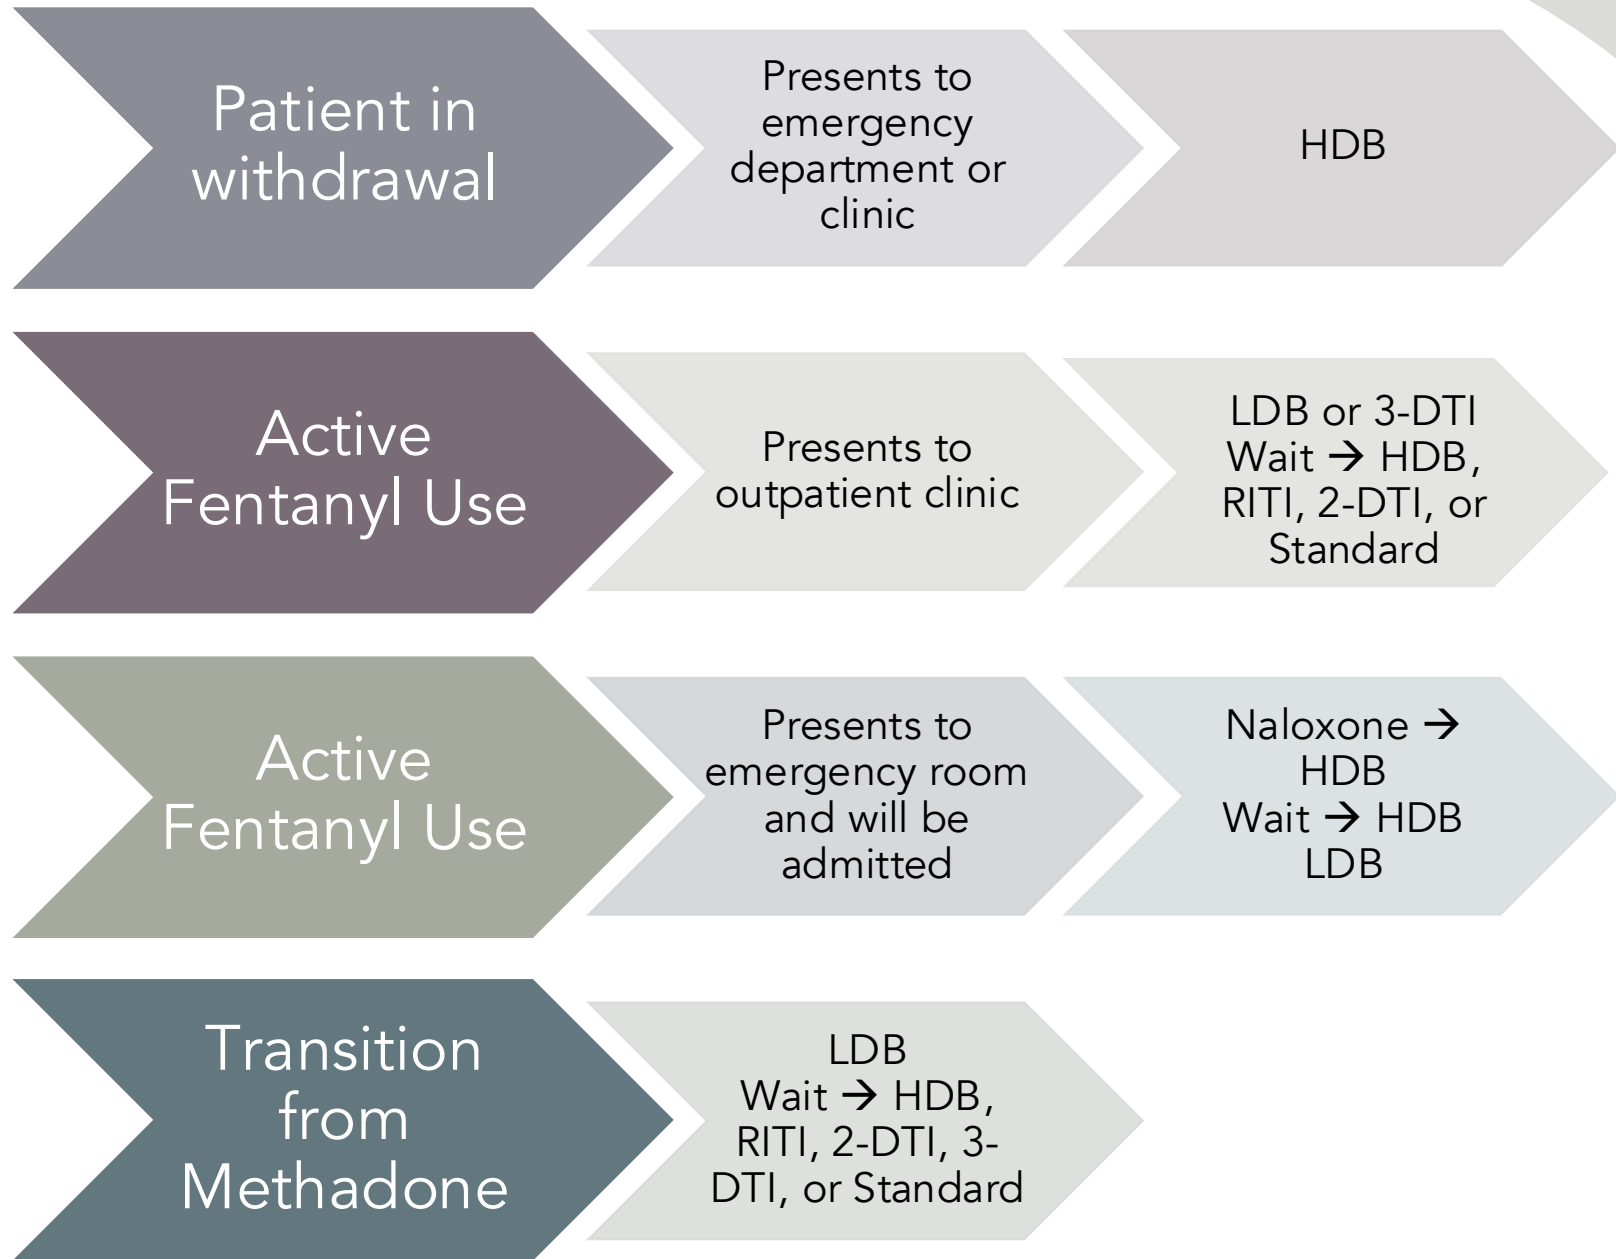 Patient in
withdrawal
Presents to
emergency
department or
clinic
HDB
Active
Fentanyl Use
Presents to
outpatient clinic
LDB or 3-DTI
Wait → HDB,
RITI, 2-DTI, or
Standard
Active
Fentanyl Use
Presents to
emergency room
and will be
admitted
Naloxone →
HDB
Wait → HDB
LDB
Transition
from
Methadone
LDB
Wait → HDB,
RITI, 2-DTI, 3-
DTI, or Standard